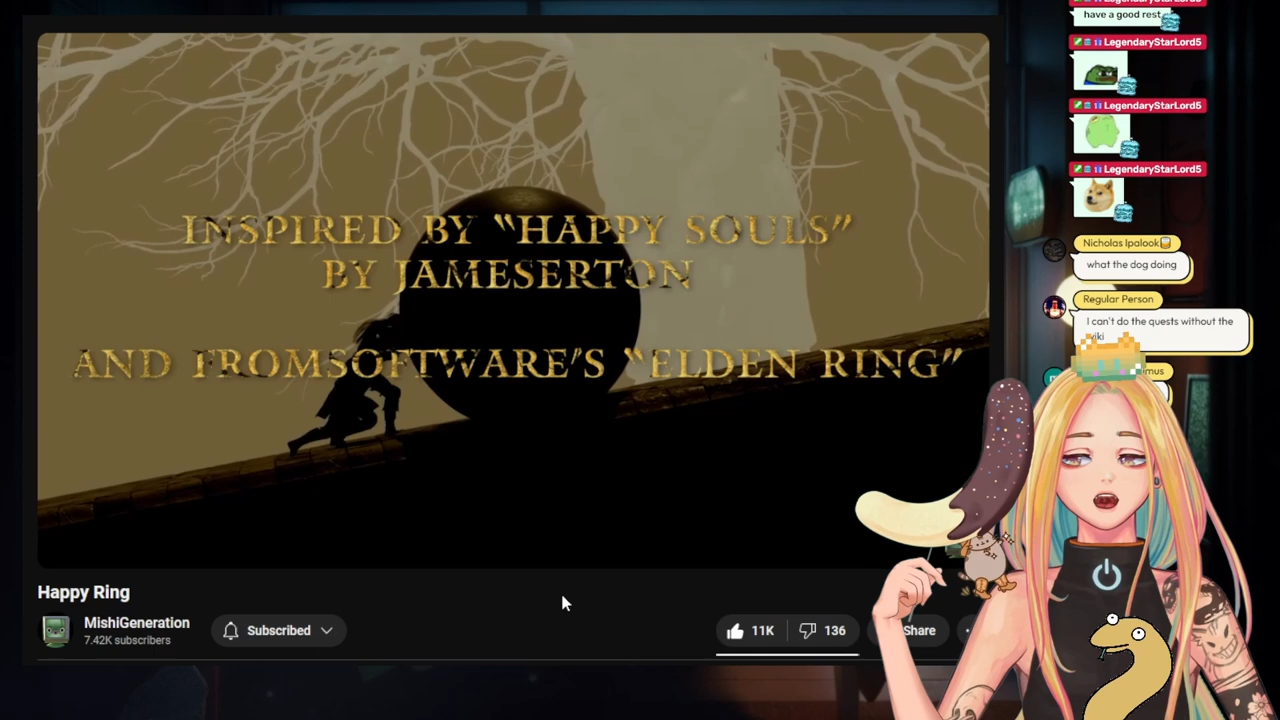 INSPIRED BY "HAPPY SOULS"
BY JAMESERTON
AND FROMSOFTWARE'S "ELDEN RING"
Happy Ring
MishiGeneration
7.42K subscribers
Subscribed
11K
136
Share
LegendaryStarLord5
have a good rest
LegendaryStarLord5
LegendaryStarLord5
LegendaryStarLord5
Nicholas Ipalook
what the dog doing
Regular Person
I can't do the quests without the
wiki